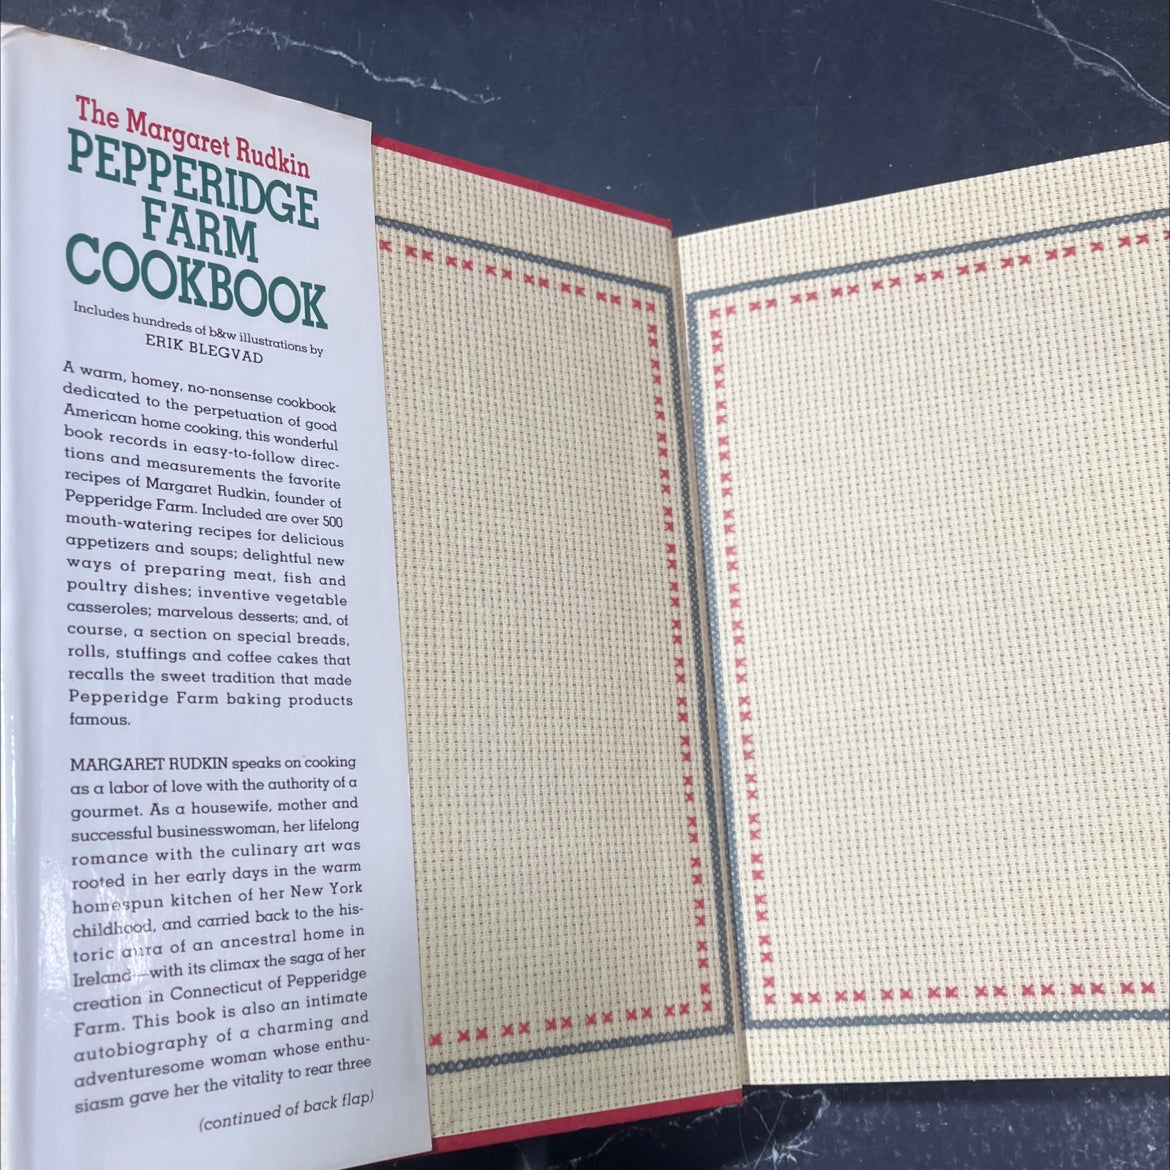 The Margaret Rudkin
PEPPERIDGE
FARM
COOKBOOK
Includes hundreds of b&w illustrations by
ERIK BLEGVAD
A warm, homey, no-nonsense cookbook
dedicated to the perpetuation of good
American home cooking, this wonderful
book records in easy-to-follow direc-
tions and measurements the favorite
recipes of Margaret Rudkin, founder of
Pepperidge Farm. Included are over 500
mouth-watering recipes for delicious
appetizers and soups; delightful new
ways of preparing meat, fish and
poultry dishes; inventive vegetable
casseroles; marvelous desserts; and, of
course, a section on special breads,
rolls, stuffings and coffee cakes that
recalls the sweet tradition that made
Pepperidge Farm baking products
famous.
MARGARET RUDKIN speaks on cooking
as a labor of love with the authority of a
gourmet. As a housewife, mother and
successful businesswoman, her lifelong
romance with the culinary art was
rooted in her early days in the warm
homespun kitchen of her New York
childhood, and carried back to the his-
toric aura of an ancestral home in
Ireland—with its climax the saga of her
creation in Connecticut of Pepperidge
Farm. This book is also an intimate
autobiography of a charming and
adventuresome woman whose enthu-
siasm gave her the vitality to rear three
(continued of back flap)